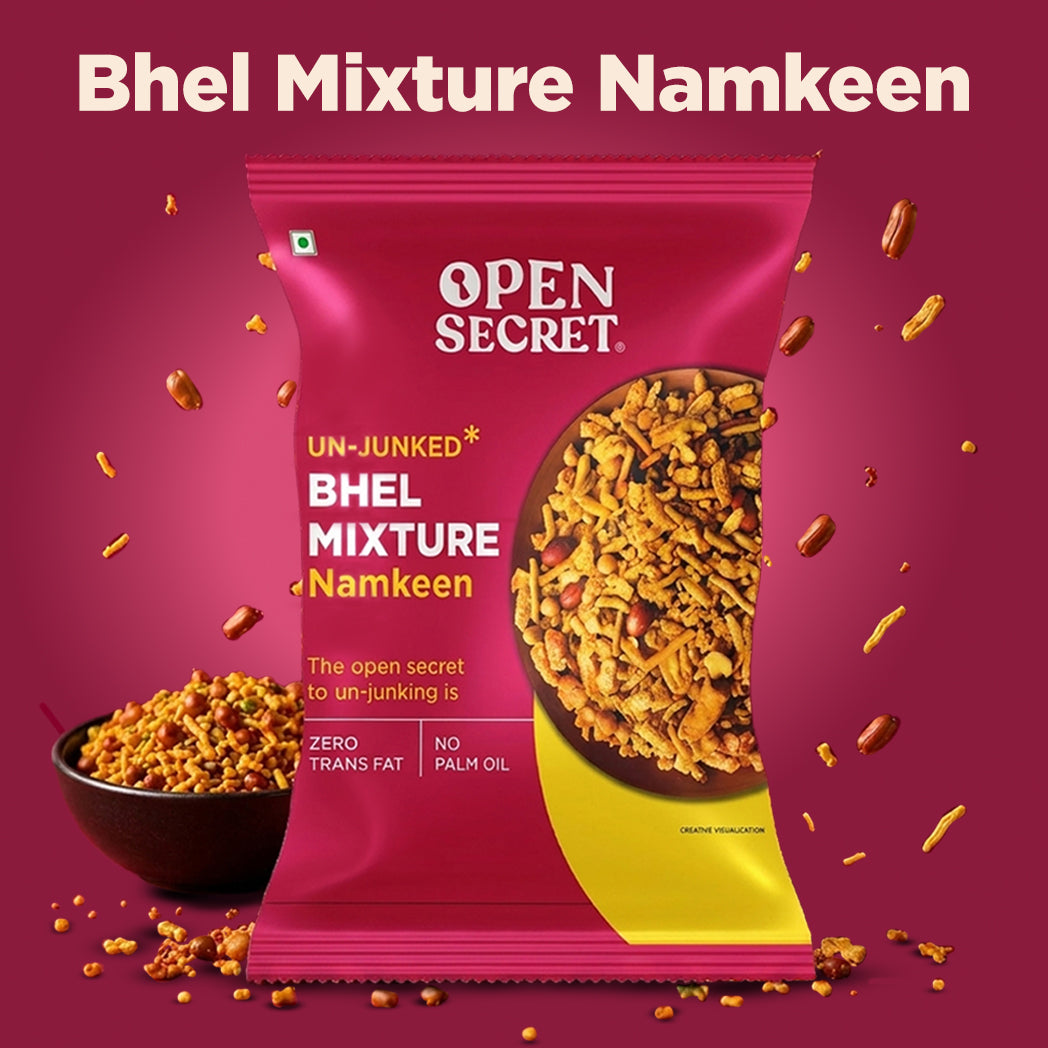 Bhel Mixture Namkeen
OPEN
SECRET®
UN-JUNKED*
BHEL
MIXTURE
Namkeen
The open secret
to un-junking is
ZERO
TRANS FAT
NO
PALM OIL
CREATIVE VISUALICATION